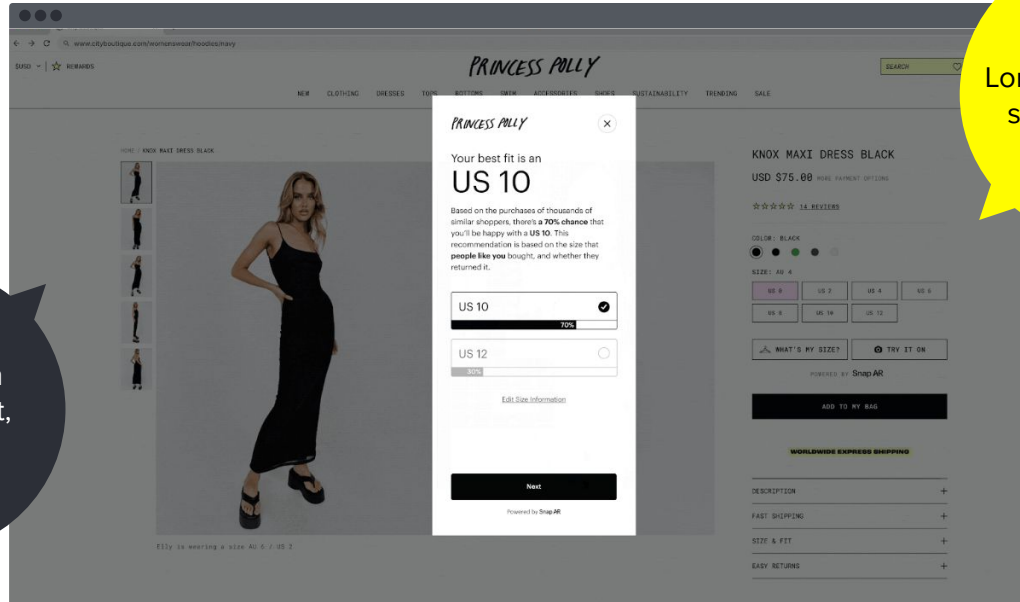 www.cityboutique.com/womenswear/hoodies/navy
$USD REWARDS
PRINCESS POLLY
SEARCH
NEW CLOTHING DRESSES TOPS BOTTOMS SWIM ACCESSORIES SHOES SUSTAINABILITY TRENDING SALE
HOME / KNOX MAXI DRESS BLACK
PRINCESS POLLY
Your best fit is an
US 10
Based on the purchases of thousands of
similar shoppers, there's a 70% chance that
you'll be happy with a US 10. This
recommendation is based on the size that
people like you bought, and whether they
returned it.
US 10
70%
US 12
30%
Edit Size Information
Next
Powered by Snap AR
Elly is wearing a size AU 6 / US 2
KNOX MAXI DRESS BLACK
USD $75.00 MORE PAYMENT OPTIONS
14 REVIEWS
COLOR: BLACK
SIZE: AU 4
US 0 US 2 US 4 US 6
US 8 US 10 US 12
WHAT'S MY SIZE? TRY IT ON
POWERED BY Snap AR
ADD TO MY BAG
WORLDWIDE EXPRESS SHIPPING
DESCRIPTION
FAST SHIPPING
SIZE & FIT
EASY RETURNS